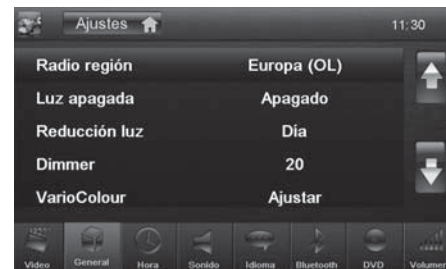 Ajustes 11:30
Radio región Europa (OL)
Luz apagada Apagado
Reducción luz Día
Dimmer 20
VarioColour Ajustar
Video General Hora Sonido Idioma Bluetooth DVD Volumen